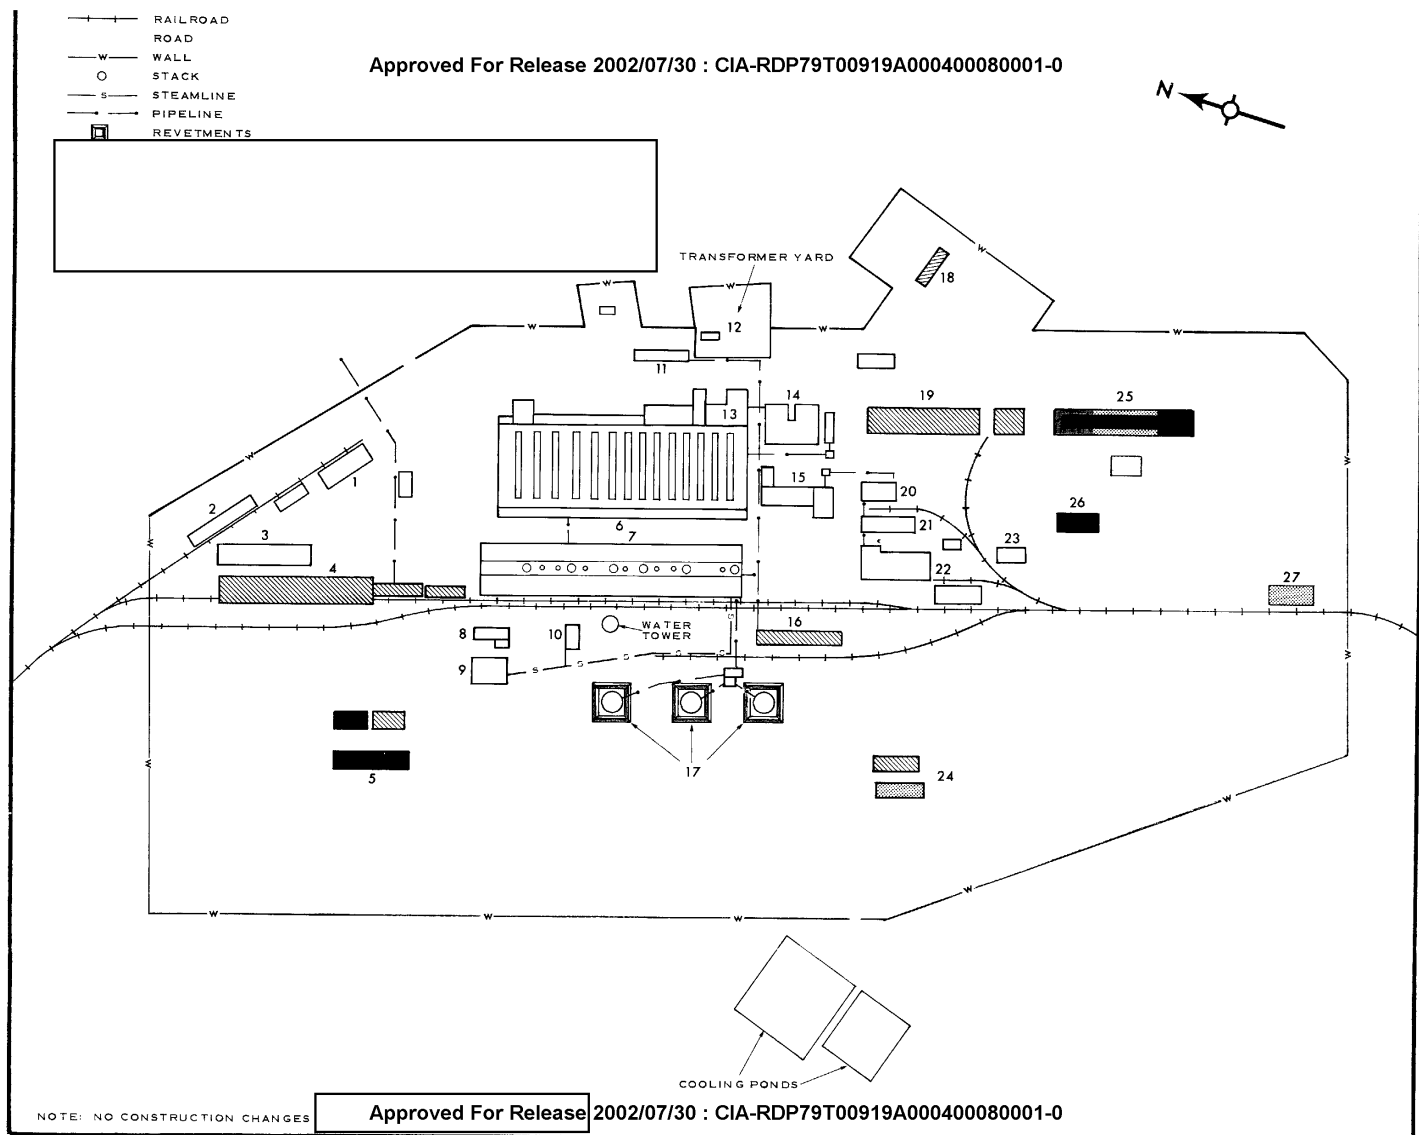 RAILROAD
ROAD
W
WALL
Approved For Release 2002/07/30 : CIA-RDP79T00919A000400080001-0
STACK
S
STEAMLINE
PIPELINE
REVETMENTS
N
TRANSFORMER YARD
W
18
W
W
W
12
W
W
W
11
19
25
13
14
W
W
1
15
20
26
2
6
21
7
3
W
23
4
22
27
S
8
10
WATER
TOWER
16
9
S
S
S
S
S
W
W
5
17
24
W
W
W
W
W
COOLING PONDS
NOTE: NO CONSTRUCTION CHANGES
Approved For Release 2002/07/30 : CIA-RDP79T00919A000400080001-0